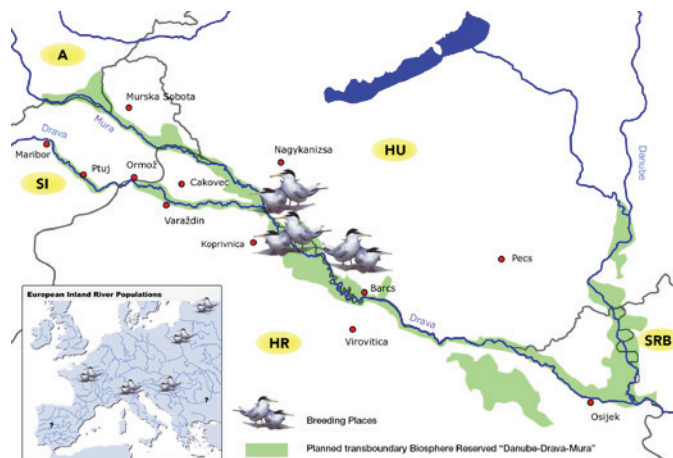 A
Murska Sobota
Mura
Drava
Maribor
Ptuj
Ormož
SI
Cakovec
Varaždin
Nagykanizsa
HU
Danube
Koprivnica
Pecs
Barcs
Drava
HR
Virovitica
SRB
Osijek
European Inland River Populations
?
?
Breeding Places
Planned transboundary Biosphere Reserved "Danube-Drava-Mura"